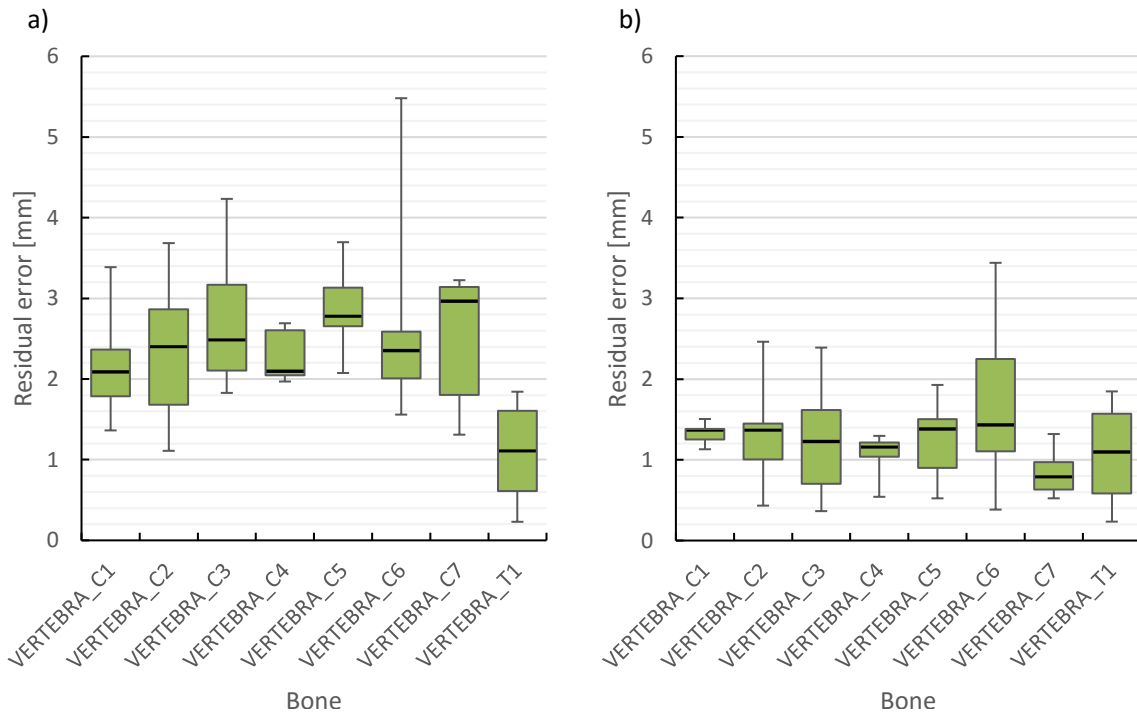 a)
6
5
4
3
2
1
0
Residual error [mm]
VERTEBRA_C1
VERTEBRA_C2
VERTEBRA_C3
VERTEBRA_C4
VERTEBRA_C5
VERTEBRA_C6
VERTEBRA_C7
VERTEBRA_T1
Bone
b)
6
5
4
3
2
1
0
Residual error [mm]
VERTEBRA_C1
VERTEBRA_C2
VERTEBRA_C3
VERTEBRA_C4
VERTEBRA_C5
VERTEBRA_C6
VERTEBRA_C7
VERTEBRA_T1
Bone